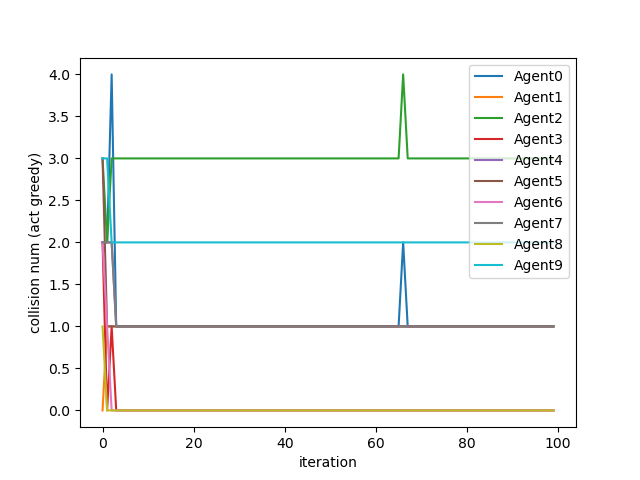 4.0
3.5
3.0
2.5
2.0
1.5
1.0
0.5
0.0
collision num (act greedy)
0
20
40
60
80
100
iteration
Agent0
Agent1
Agent2
Agent3
Agent4
Agent5
Agent6
Agent7
Agent8
Agent9